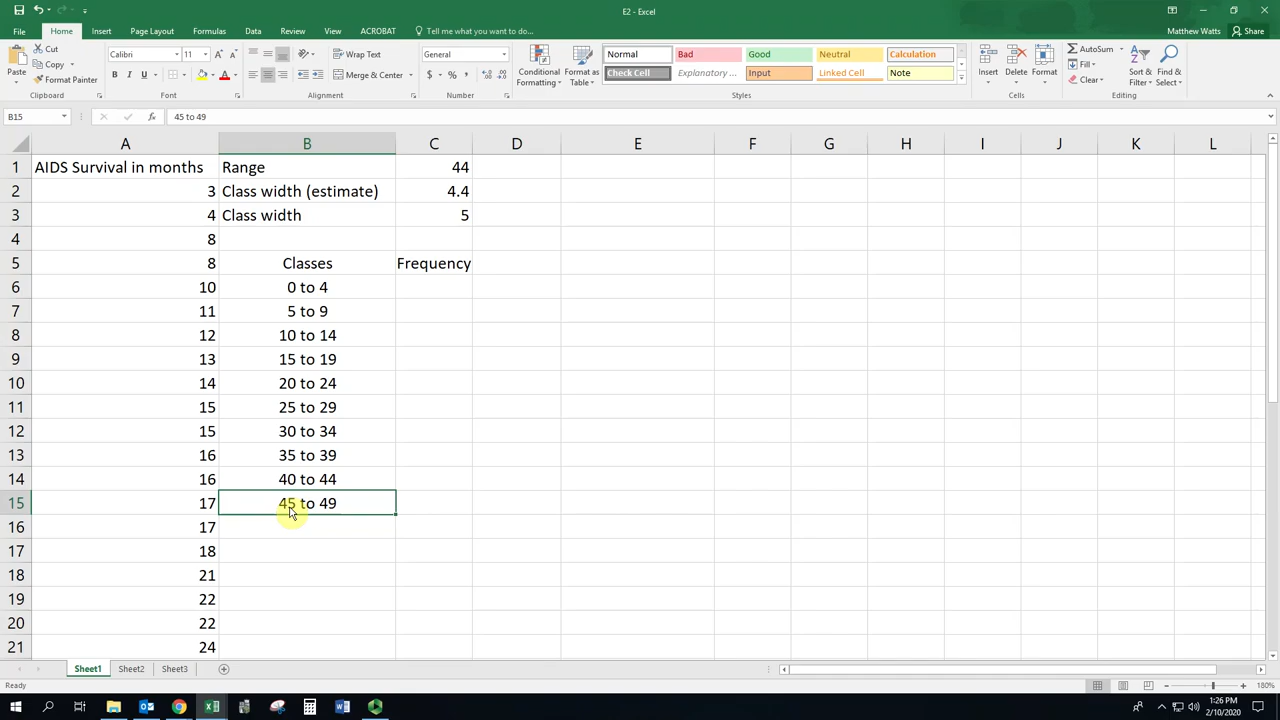 E2 - Excel
File Home Insert Page Layout Formulas Data Review View ACROBAT Tell me what you want to do... Matthew Watts Share
Paste Cut Copy Format Painter Clipboard
Calibri 11 B I U A Font
Wrap Text Merge & Center Alignment
General $ % , Number
Conditional Formatting Format as Table
Normal Bad Good Neutral Calculation
Check Cell Explanatory ... Input Linked Cell Note
Styles
Insert Delete Format Cells
AutoSum Fill Clear Sort & Filter Find & Select Editing
B15 fx 45 to 49
A B C D E F G H I J K L
1 AIDS Survival in months Range 44
2 3 Class width (estimate) 4.4
3 4 Class width 5
4 8
5 8 Classes Frequency
6 10 0 to 4
7 11 5 to 9
8 12 10 to 14
9 13 15 to 19
10 14 20 to 24
11 15 25 to 29
12 15 30 to 34
13 16 35 to 39
14 16 40 to 44
15 17 45 to 49
16 17
17 18
18 21
19 22
20 22
21 24
Sheet1 Sheet2 Sheet3
Ready 180%
1:26 PM
2/10/2020